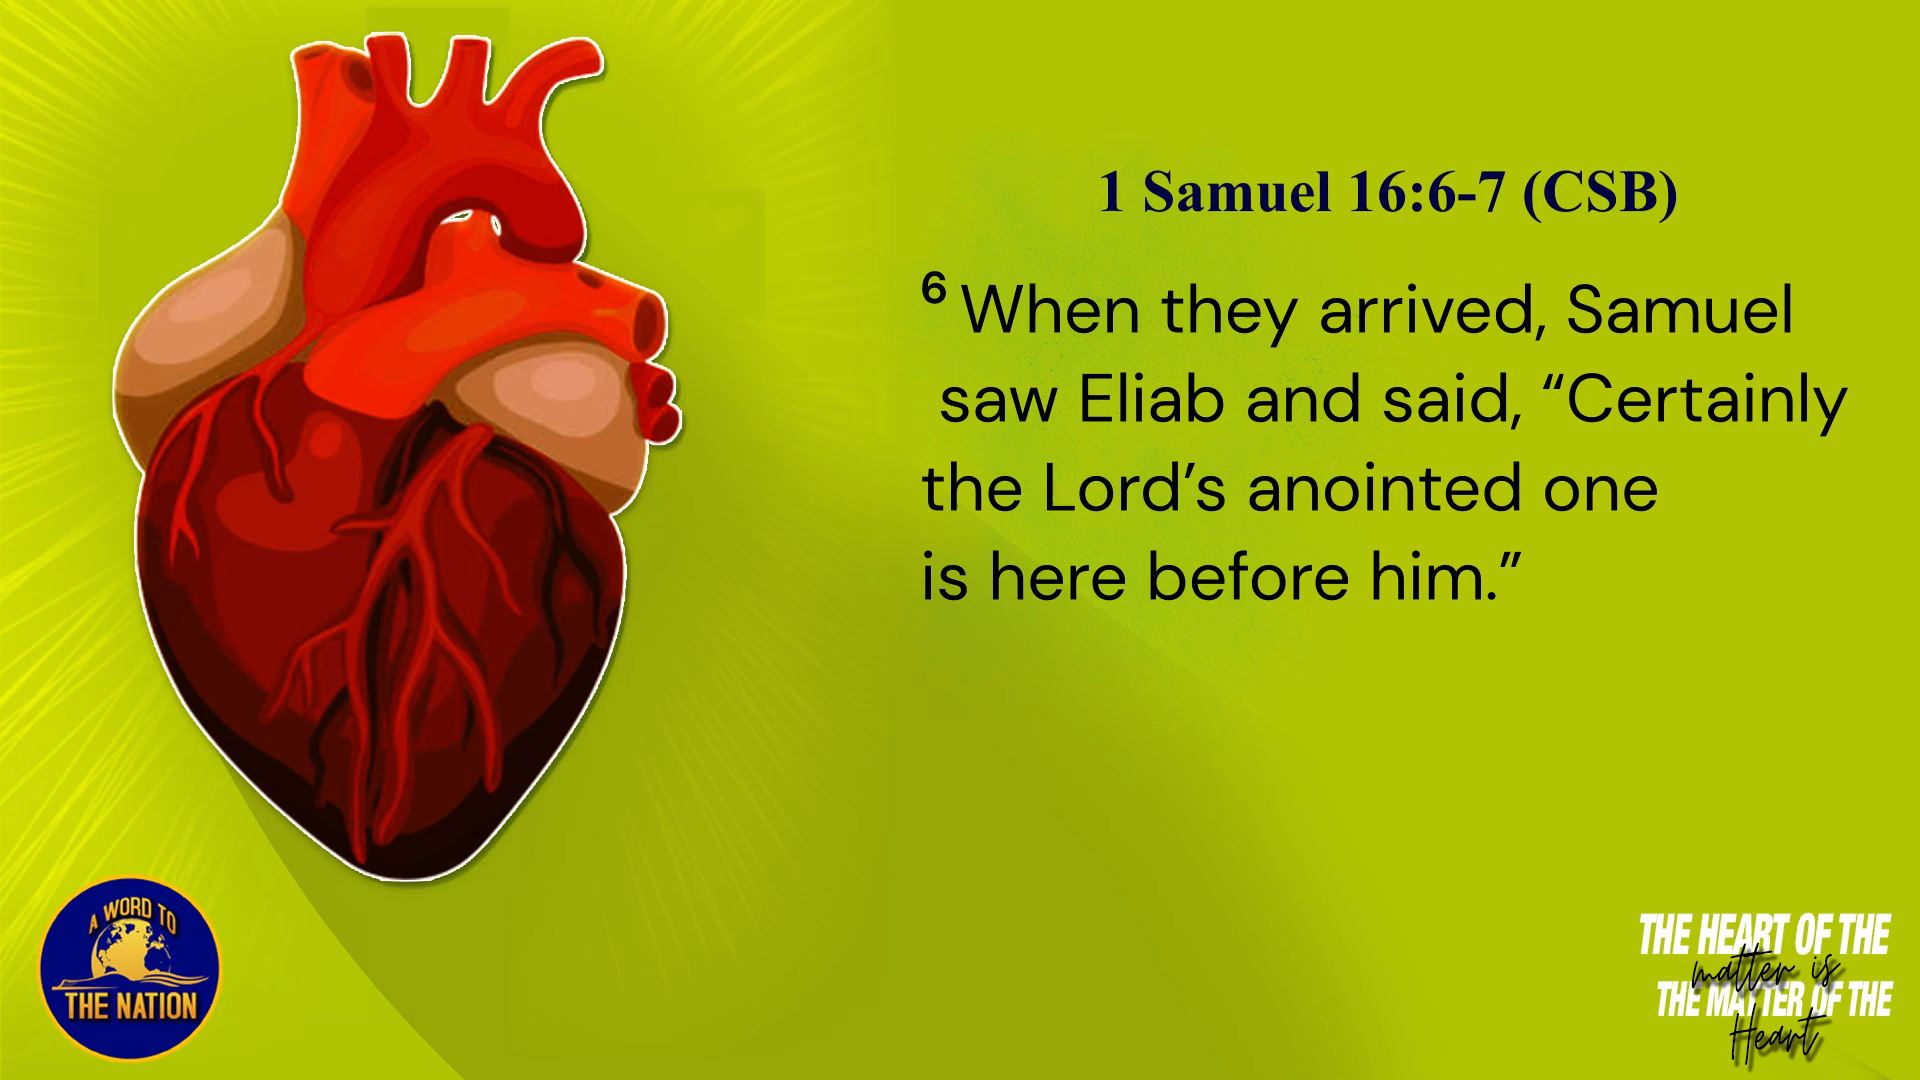 1 Samuel 16:6-7 (CSB)
6 When they arrived, Samuel
saw Eliab and said, “Certainly
the Lord’s anointed one
is here before him.”
A WORD TO
THE NATION
THE HEART OF THE
matter is
THE MATTER OF THE
Heart